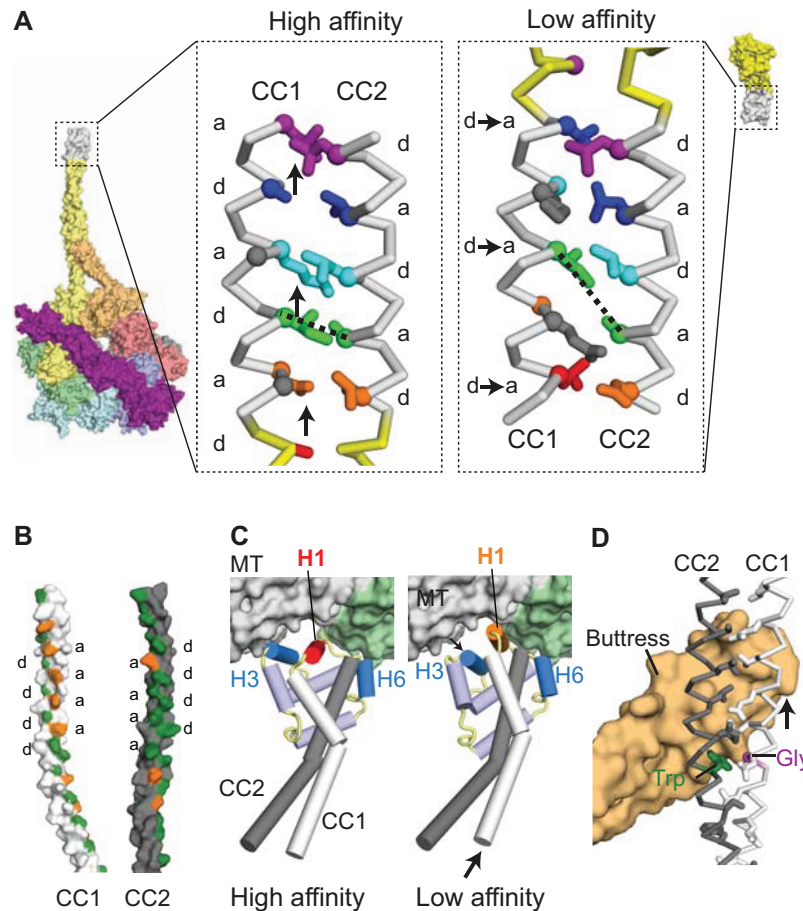 A
High affinity
Low affinity
CC1 CC2
a
d
a
d
a
d
d
a
d
a
d
d→a
d→a
d→a
d
a
d
a
d
CC1 CC2
B
d
d
d
d
a
a
a
a
a
a
a
d
d
d
CC1 CC2
C
MT
H1
H3
H6
CC2
CC1
High affinity
MT
H1
H3
H6
Low affinity
D
CC2 CC1
Buttress
Trp
Gly